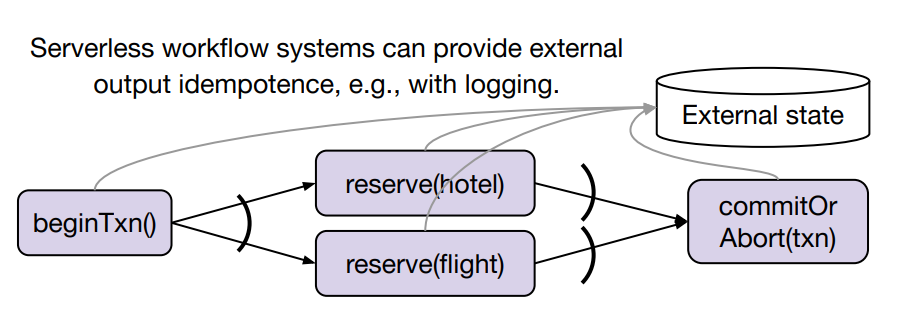 Serverless workflow systems can provide external
output idempotence, e.g., with logging.
External state
reserve(hotel)
beginTxn()
reserve(flight)
commitOr
Abort(txn)